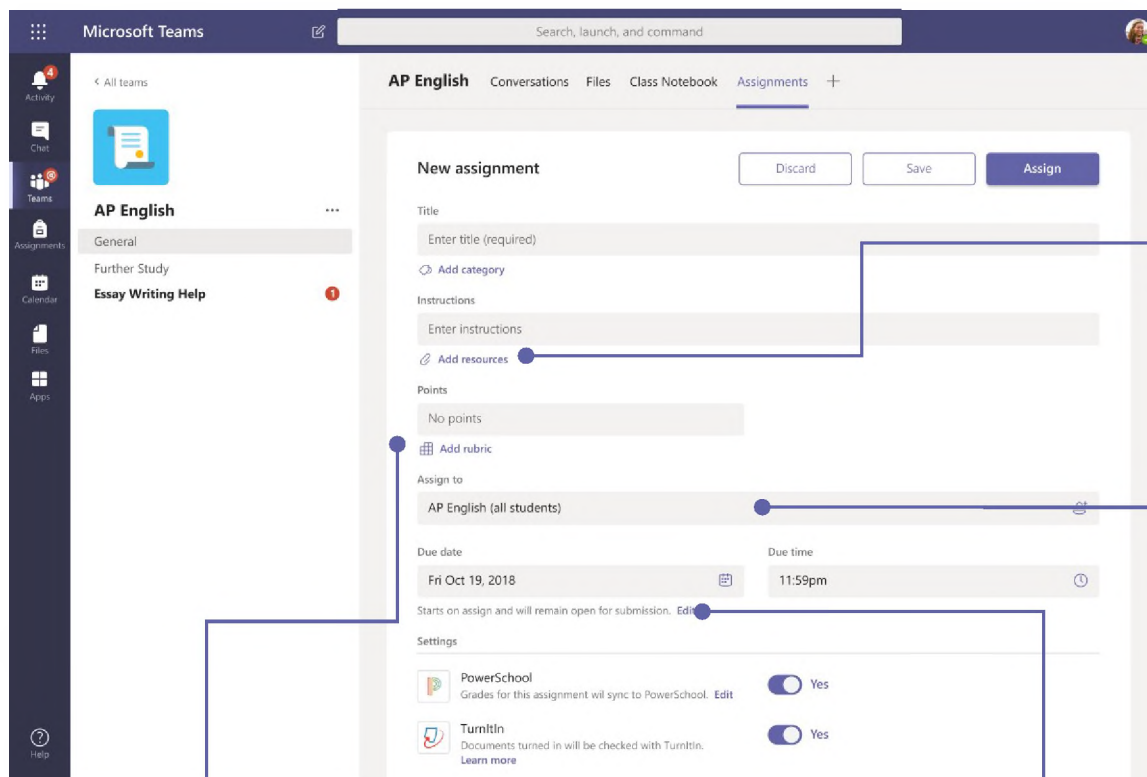 Microsoft Teams
Search, launch, and command
4
Activity
Chat
Teams
Assignments
Calendar
Files
Apps
Help
< All teams
AP English
General
Further Study
Essay Writing Help 1
AP English Conversations Files Class Notebook Assignments +
New assignment Discard Save Assign
Title
Enter title (required)
Add category
Instructions
Enter instructions
Add resources
Points
No points
Add rubric
Assign to
AP English (all students)
Due date Due time
Fri Oct 19, 2018 11:59pm
Starts on assign and will remain open for submission. Edit
Settings
PowerSchool
Grades for this assignment wil sync to PowerSchool. Edit
Yes
TurnItIn
Documents turned in will be checked with TurnItIn.
Learn more
Yes